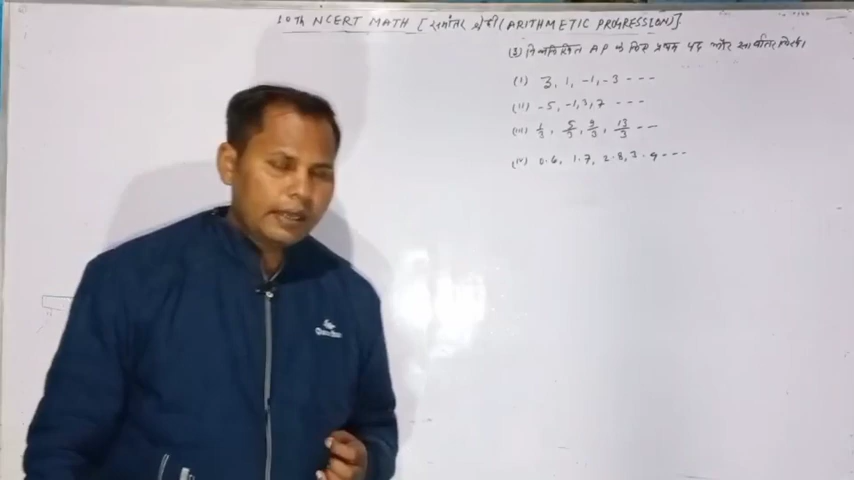 10th NCERT MATH [समांतर श्रेढ़ी (ARITHMETIC PROGRESSION)]
(3) निम्नलिखित AP के लिए प्रथम पद और सार्वांतर लिखें।
(i) 3, 1, -1, -3 ---
(ii) -5, -1, 3, 7 ---
(iii) 1/3, 5/3, 9/3, 13/3 ---
(iv) 0.6, 1.7, 2.8, 3.9 ---